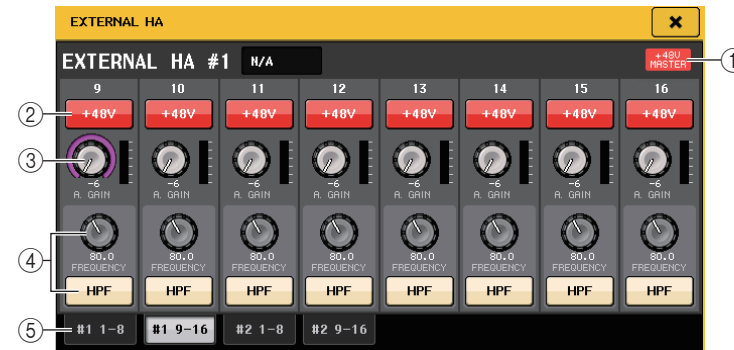 EXTERNAL HA
EXTERNAL HA #1 N/A +48V MASTER 1
9 10 11 12 13 14 15 16
2 +48V +48V +48V +48V +48V +48V +48V +48V
3
-6 -6 -6 -6 -6 -6 -6 -6
A. GAIN A. GAIN A. GAIN A. GAIN A. GAIN A. GAIN A. GAIN A. GAIN
4
80.0 80.0 80.0 80.0 80.0 80.0 80.0 80.0
FREQUENCY FREQUENCY FREQUENCY FREQUENCY FREQUENCY FREQUENCY FREQUENCY FREQUENCY
HPF HPF HPF HPF HPF HPF HPF HPF
5 #1 1-8 #1 9-16 #2 1-8 #2 9-16